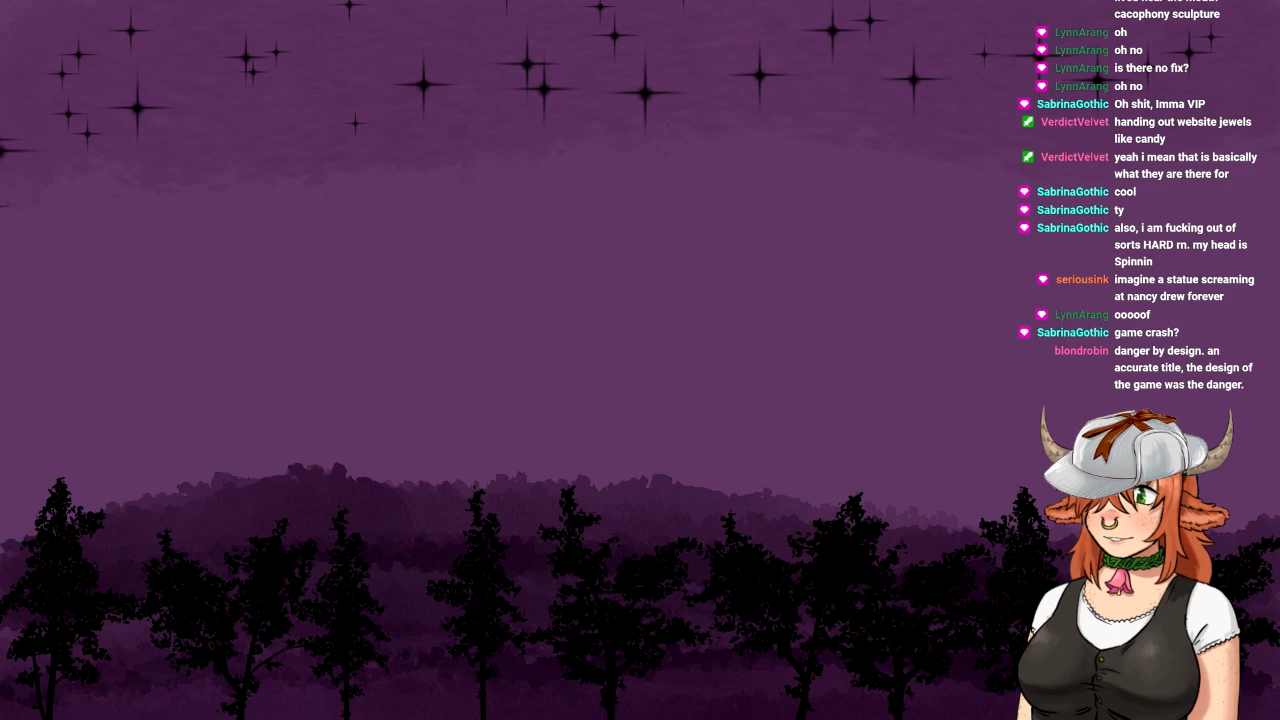 cacophony sculpture
LynnArang oh
LynnArang oh no
LynnArang is there no fix?
LynnArang oh no
SabrinaGothic Oh shit, Imma VIP
VerdictVelvet handing out website jewels
like candy
VerdictVelvet yeah i mean that is basically
what they are there for
SabrinaGothic cool
SabrinaGothic ty
SabrinaGothic also, i am fucking out of
sorts HARD rn. my head is
Spinnin
seriousink imagine a statue screaming
at nancy drew forever
LynnArang ooooof
SabrinaGothic game crash?
blondrobin danger by design. an
accurate title, the design of
the game was the danger.